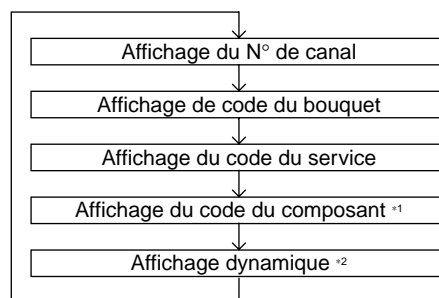 Affichage du N° de canal
Affichage de code du bouquet
Affichage du code du service
Affichage du code du composant *1
Affichage dynamique *2